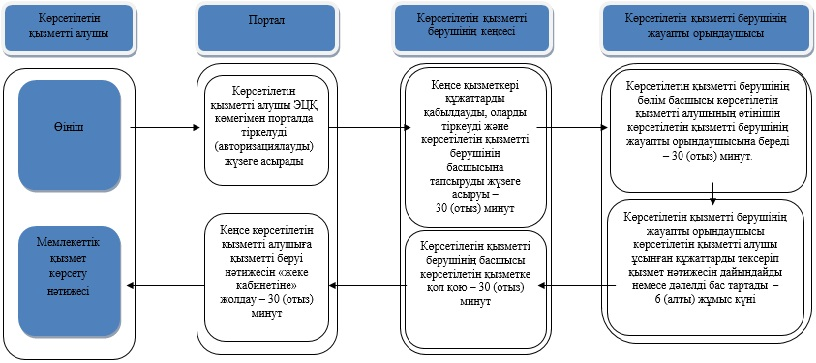 Көрсетілетін
қызметті алушы
Портал
Көрсетілетін қызметті
берушінің кеңсесі
Көрсетілетін қызметті берушінің
жауапты орындаушысы
Өтініш
Көрсетілетін
қызметті алушы ЭЦҚ
көмегімен порталда
тіркелуді
(авторизациялауды)
жүзеге асырады
Кеңсе қызметкері
құжаттарды
қабылдауды, оларды
тіркеуді және
көрсетілетін қызметті
берушінің
басшысына
тапсыруды жүзеге
асыруы –
30 (отыз) минут
Көрсетілетін қызметті берушінің
бөлім басшысы көрсетілетін
қызметті алушының өтінішін
көрсетілетін қызметті берушінің
жауапты орындаушысына береді
– 30 (отыз) минут.
Мемлекеттік
қызмет
көрсету
нәтижесі
Кеңсе көрсетілетін
қызметті алушыға
қызметті беруі
нәтижесін «жеке
кабинетіне»
жолдау – 30 (отыз)
минут
Көрсетілетін қызметті
берушінің басшысы
көрсетілетін қызметке
қол қою – 30 (отыз)
минут
Көрсетілетін қызметті берушінің
жауапты орындаушысы
көрсетілетін қызметті алушы
ұсынған құжаттарды тексеріп
қызмет нәтижесін дайындайды
немесе дәлелді бас тартады –
6 (алты) жұмыс күні